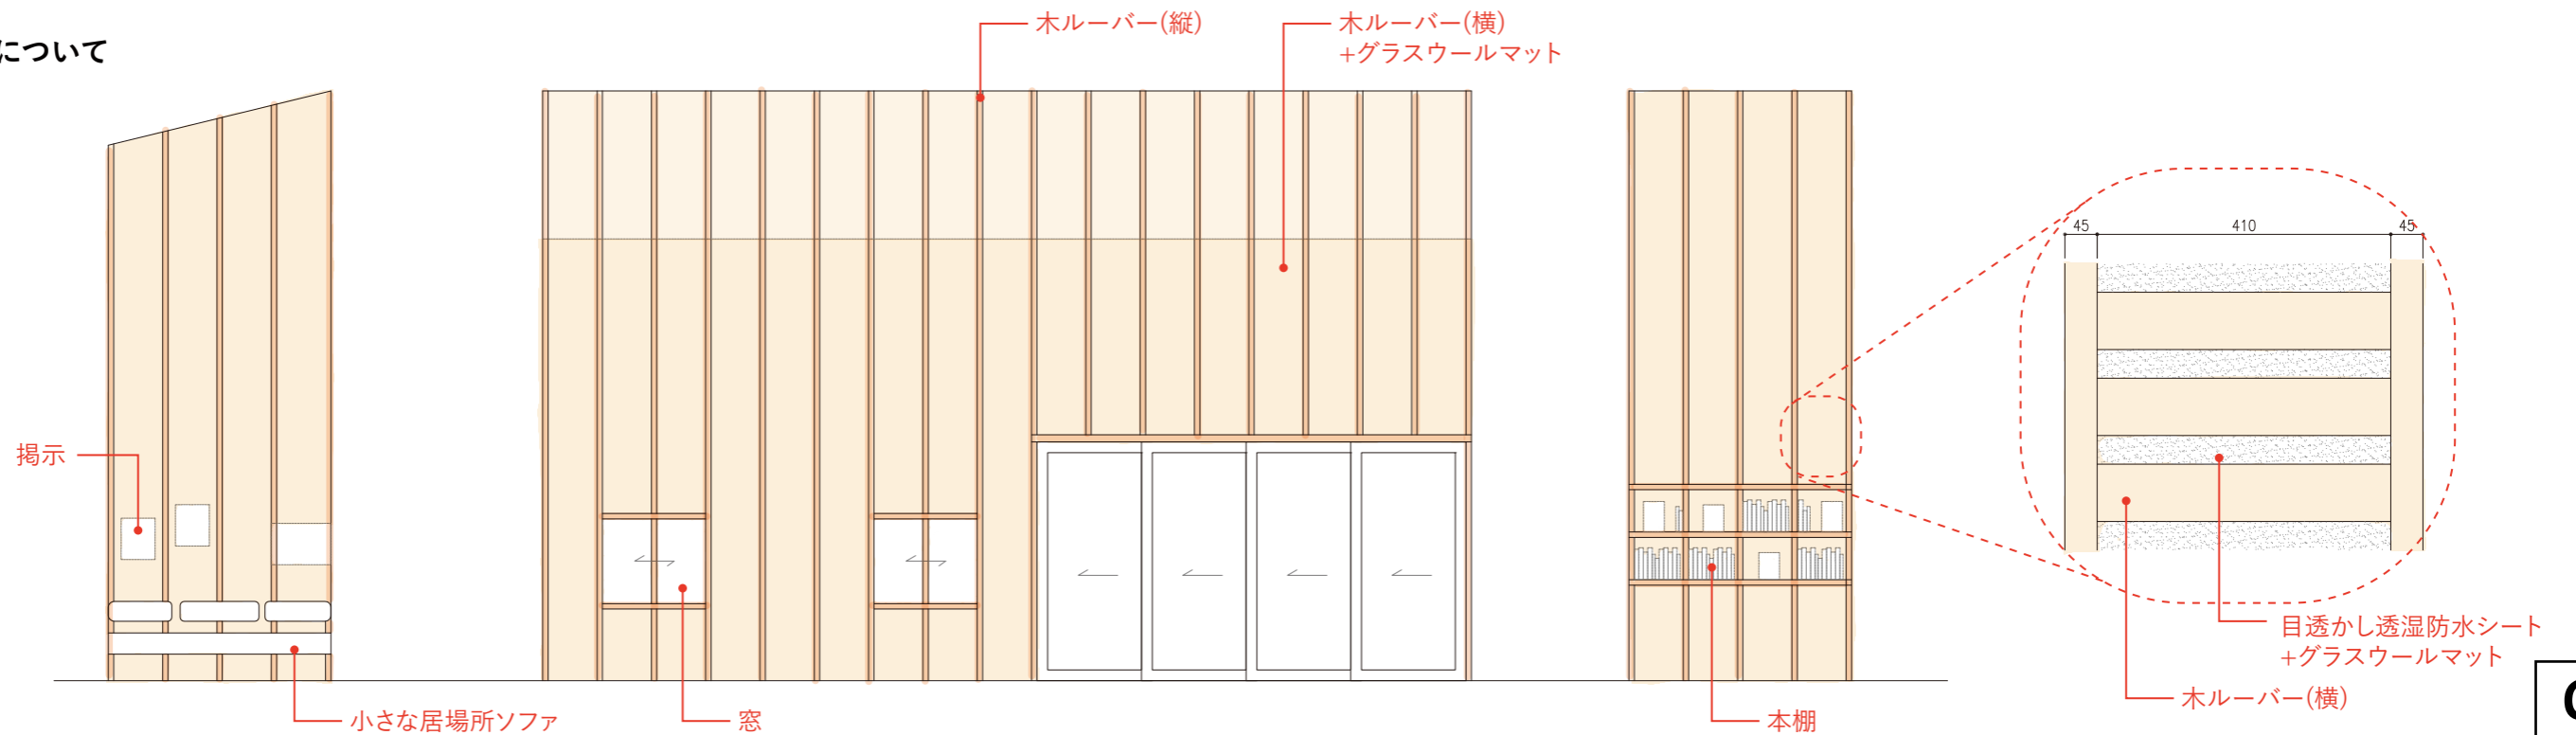 について
木ルーバー(縦)
木ルーバー(横)
+グラスウールマット
掲示
小さな居場所ソファ
窓
本棚
45
410
45
目透かし透湿防水シート
+グラスウールマット
木ルーバー(横)